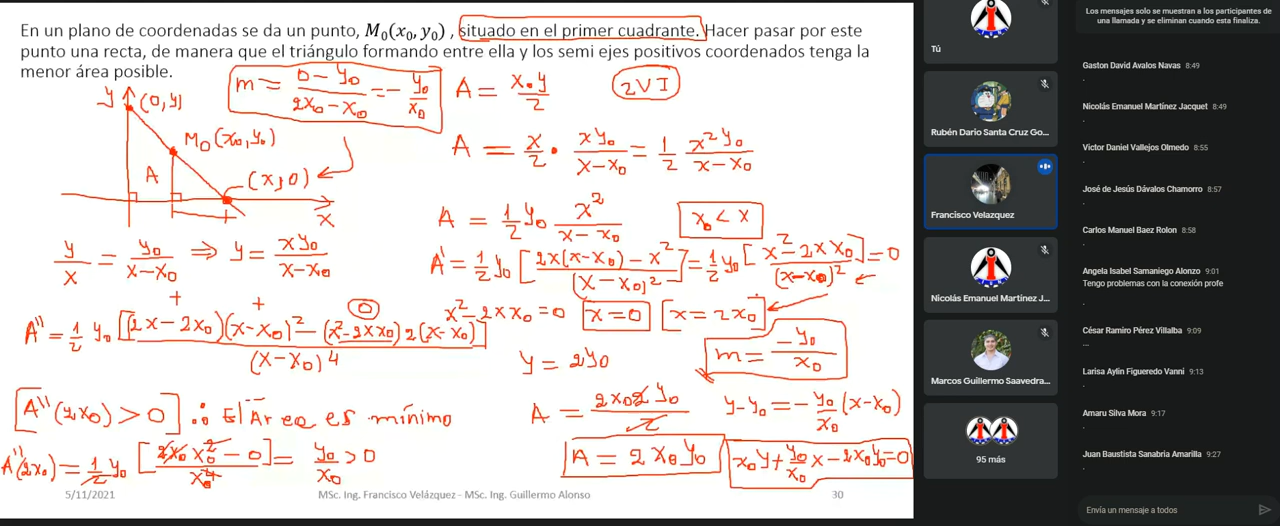 En un plano de coordenadas se da un punto, M₀(x₀, y₀) , situado en el primer cuadrante. Hacer pasar por este
punto una recta, de manera que el triángulo formando entre ella y los semi ejes positivos coordenados tenga la
menor área posible.
m = (0 - y₀)/(2x₀ - x₀) = - y₀/x₀
A = x.y/2
2VI
y (0, y)
M₀ (x₀, y₀)
A
(x, 0)
x
A = x/2 · xy₀/(x-x₀) = 1/2 x²y₀/(x-x₀)
A = 1/2 y₀ x²/(x-x₀)
x₀ < x
y/x = y₀/(x-x₀) ⇒ y = xy₀/(x-x₀)
A' = 1/2 y₀ [(2x(x-x₀) - x²)/(x-x₀)²] = 1/2 y₀ [(x² - 2xx₀)/(x-x₀)²] = 0
+ + 0
x² - 2xx₀ = 0 x = 0 x = 2x₀
A'' = 1/2 y₀ [(2x-2x₀)(x-x₀)² - (x²-2xx₀)2(x-x₀)]/(x-x₀)⁴
y = 2y₀
m = -y₀/x₀
A''(2x₀) > 0 ∴ El Area es mínimo
A = 2x₀2y₀/2
y-y₀ = -y₀/x₀ (x-x₀)
A''(2x₀) = 1/2 y₀ [(2x₀ x₀² - 0)/x₀⁴] = y₀/x₀ > 0
A = 2x₀y₀
x₀y + y₀/x₀ x - 2x₀y₀ = 0
5/11/2021
MSc. Ing. Francisco Velázquez - MSc. Ing. Guillermo Alonso
30
Tú
Rubén Dario Santa Cruz Go...
Francisco Velazquez
Nicolás Emanuel Martínez J...
Marcos Guillermo Saavedra...
95 más
Los mensajes solo se muestran a los participantes de
una llamada y se eliminan cuando esta finaliza.
Gaston David Avalos Navas 8:49
.
Nicolás Emanuel Martínez Jacquet 8:49
.
Victor Daniel Vallejos Olmedo 8:55
.
José de Jesús Dávalos Chamorro 8:57
.
Carlos Manuel Baez Rolon 8:58
.
Angela Isabel Samaniego Alonzo 9:01
Tengo problemas con la conexión profe
.
César Ramiro Pérez Villalba 9:09
...
Larisa Aylin Figueredo Vanni 9:13
.
Amaru Silva Mora 9:17
.
Juan Baustista Sanabria Amarilla 9:27
.
Envía un mensaje a todos